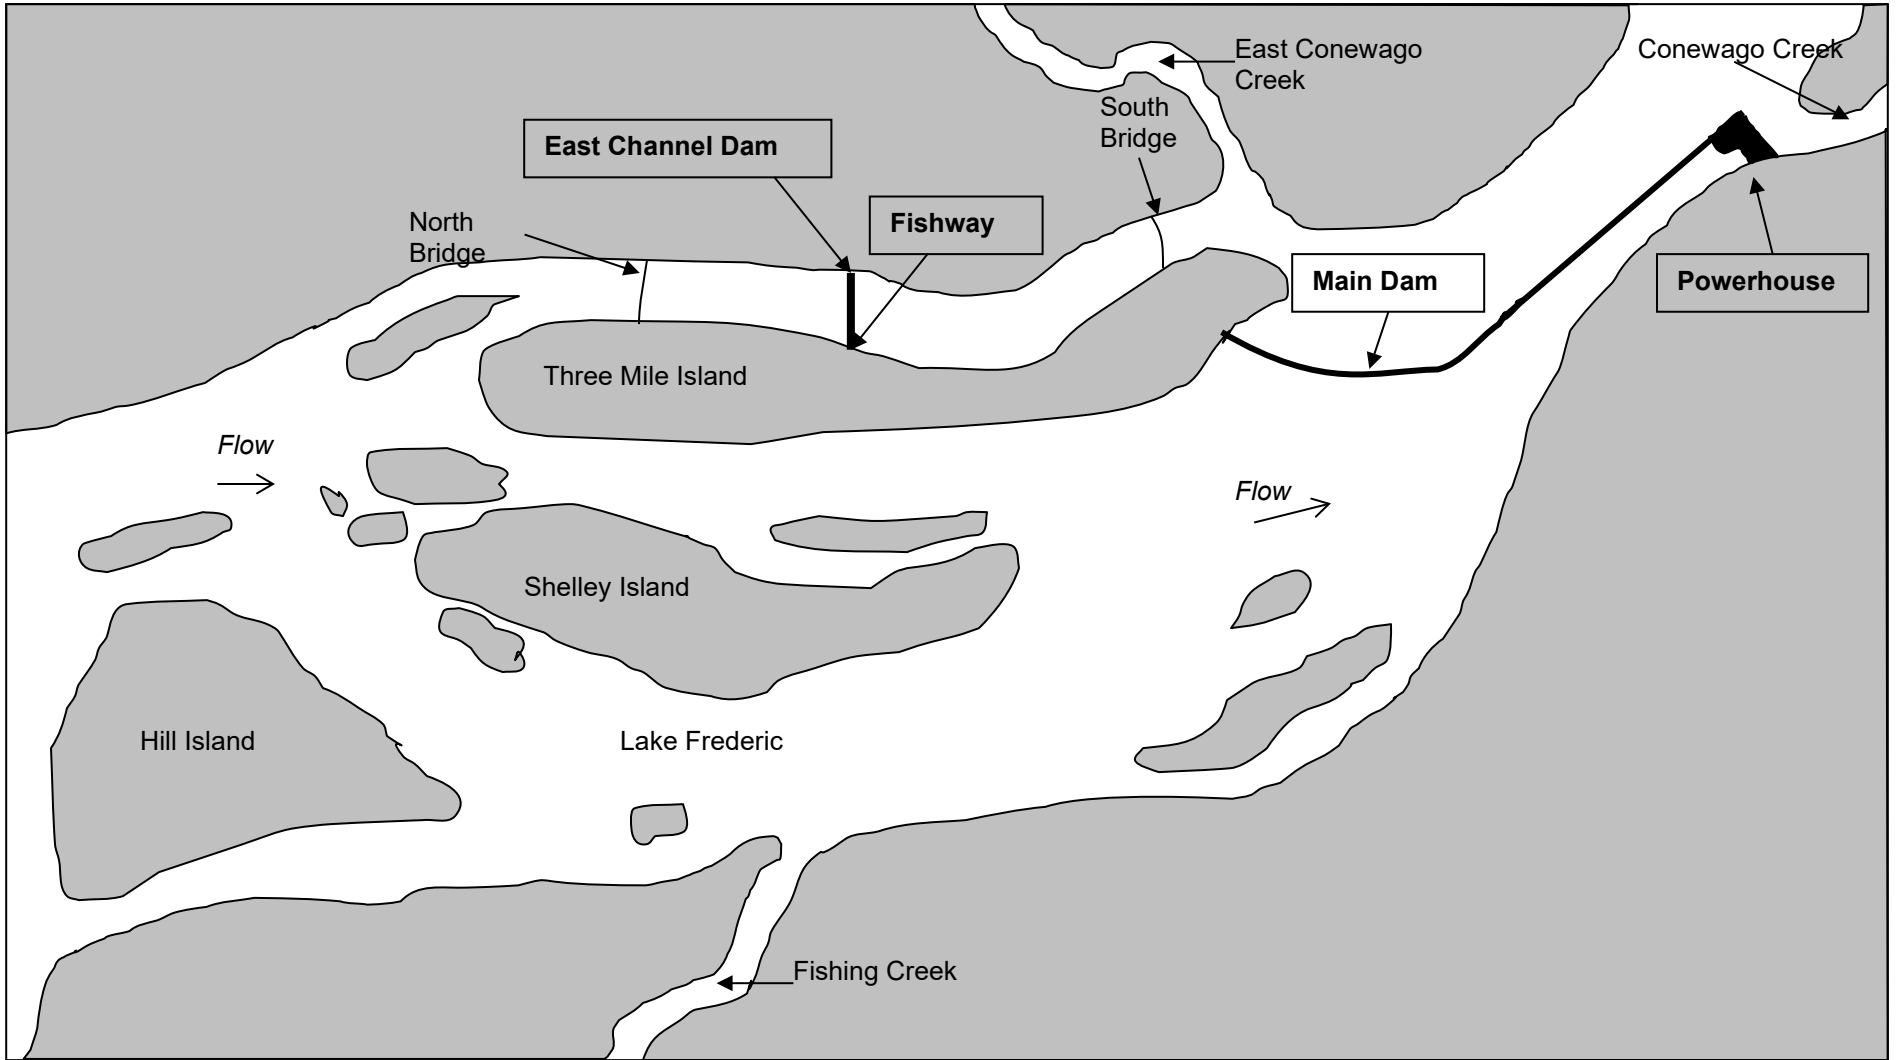 East Conewago
Creek
Conewago Creek
South
Bridge
East Channel Dam
Fishway
North
Bridge
Main Dam
Powerhouse
Three Mile Island
Flow
Flow
Shelley Island
Hill Island
Lake Frederic
Fishing Creek